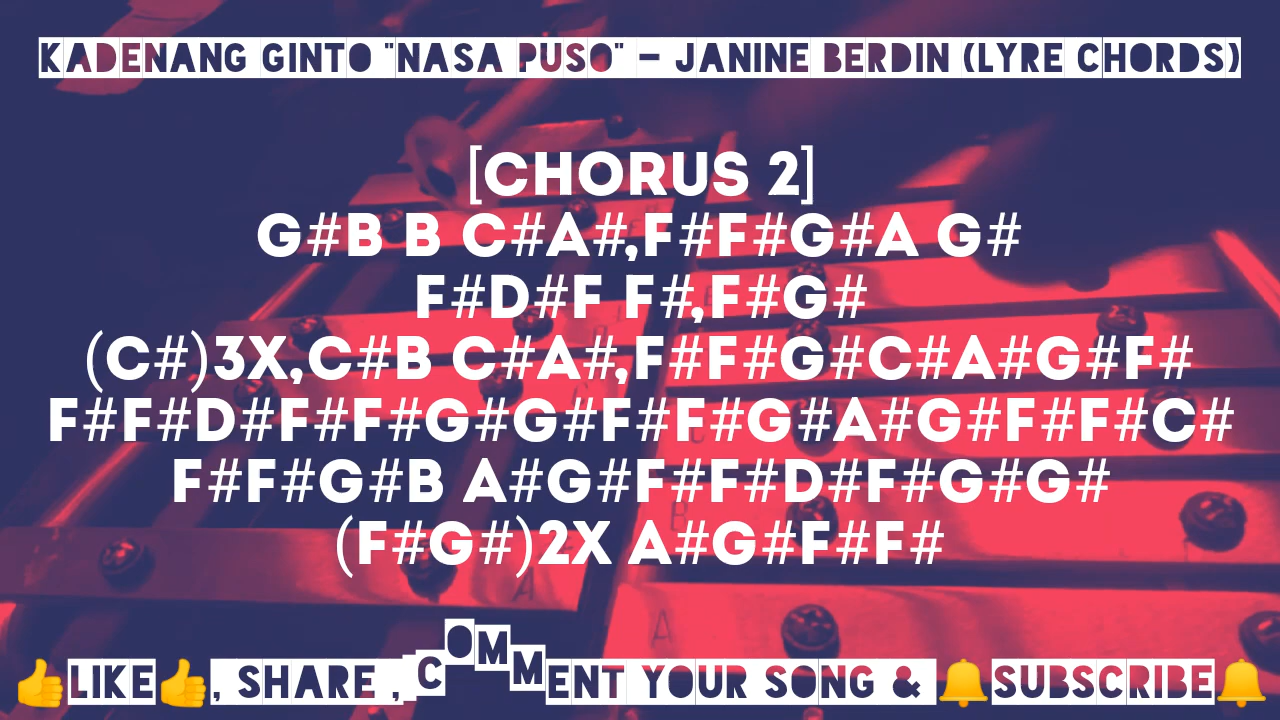 KADENANG GINTO "NASA PUSO" – JANINE BERDIN (LYRE CHORDS)
[CHORUS 2]
G#B B C#A#,F#F#G#A G#
F#D#F F#,F#G#
(C#)3X,C#B C#A#,F#F#G#C#A#G#F#
F#F#D#F#F#G#G#F#F#G#A#G#F#F#C#
F#F#G#B A#G#F#F#D#F#G#G#
(F#G#)2X A#G#F#F#
👍LIKE👍, SHARE , COMMENT YOUR SONG & 🔔SUBSCRIBE🔔